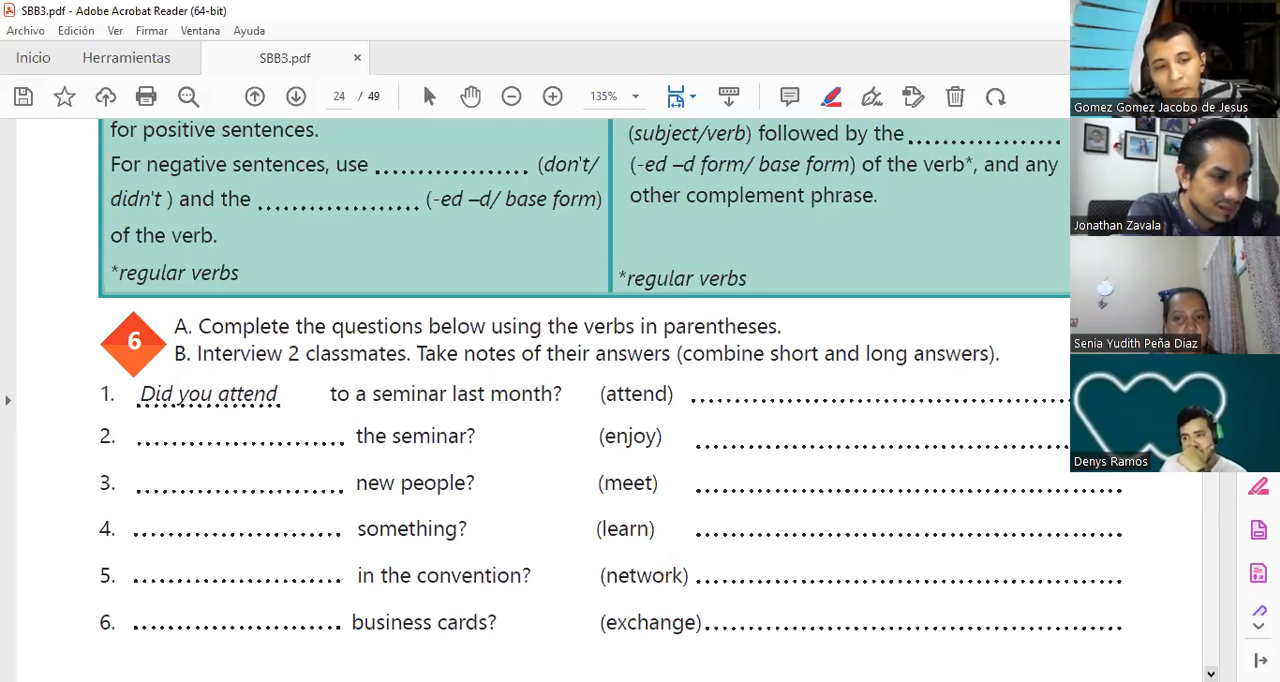 SBB3.pdf - Adobe Acrobat Reader (64-bit)
Archivo Edición Ver Firmar Ventana Ayuda
Inicio Herramientas SBB3.pdf ×
24 / 49 135%
for positive sentences.
For negative sentences, use ................ (don't/
didn't ) and the ................ (-ed –d/ base form)
of the verb.
*regular verbs
(subject/verb) followed by the ................
(-ed –d form/ base form) of the verb*, and any
other complement phrase.
*regular verbs
6
A. Complete the questions below using the verbs in parentheses.
B. Interview 2 classmates. Take notes of their answers (combine short and long answers).
1. Did you attend to a seminar last month? (attend) ................
2. ................ the seminar? (enjoy) ................
3. ................ new people? (meet) ................
4. ................ something? (learn) ................
5. ................ in the convention? (network) ................
6. ................ business cards? (exchange) ................
Gomez Gomez Jacobo de Jesus
Jonathan Zavala
Senia Yudith Peña Diaz
Denys Ramos